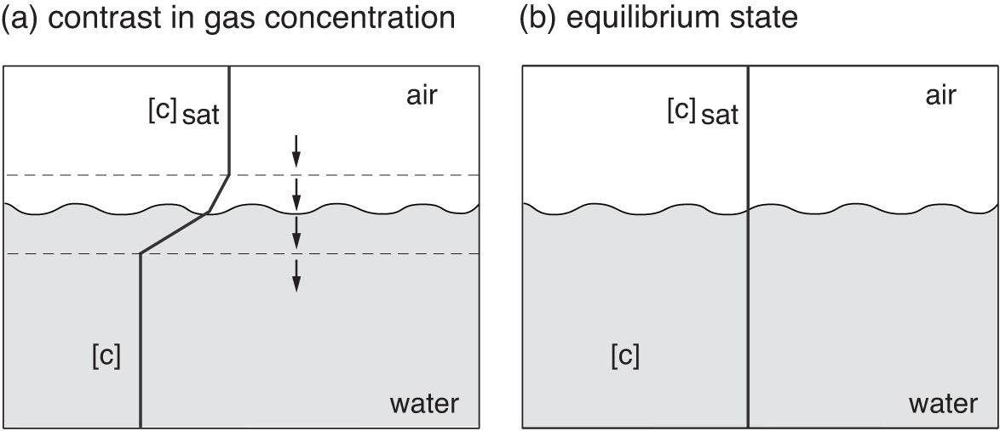 (a) contrast in gas concentration
[c] sat
air
[c]
water
(b) equilibrium state
[c] sat
air
[c]
water